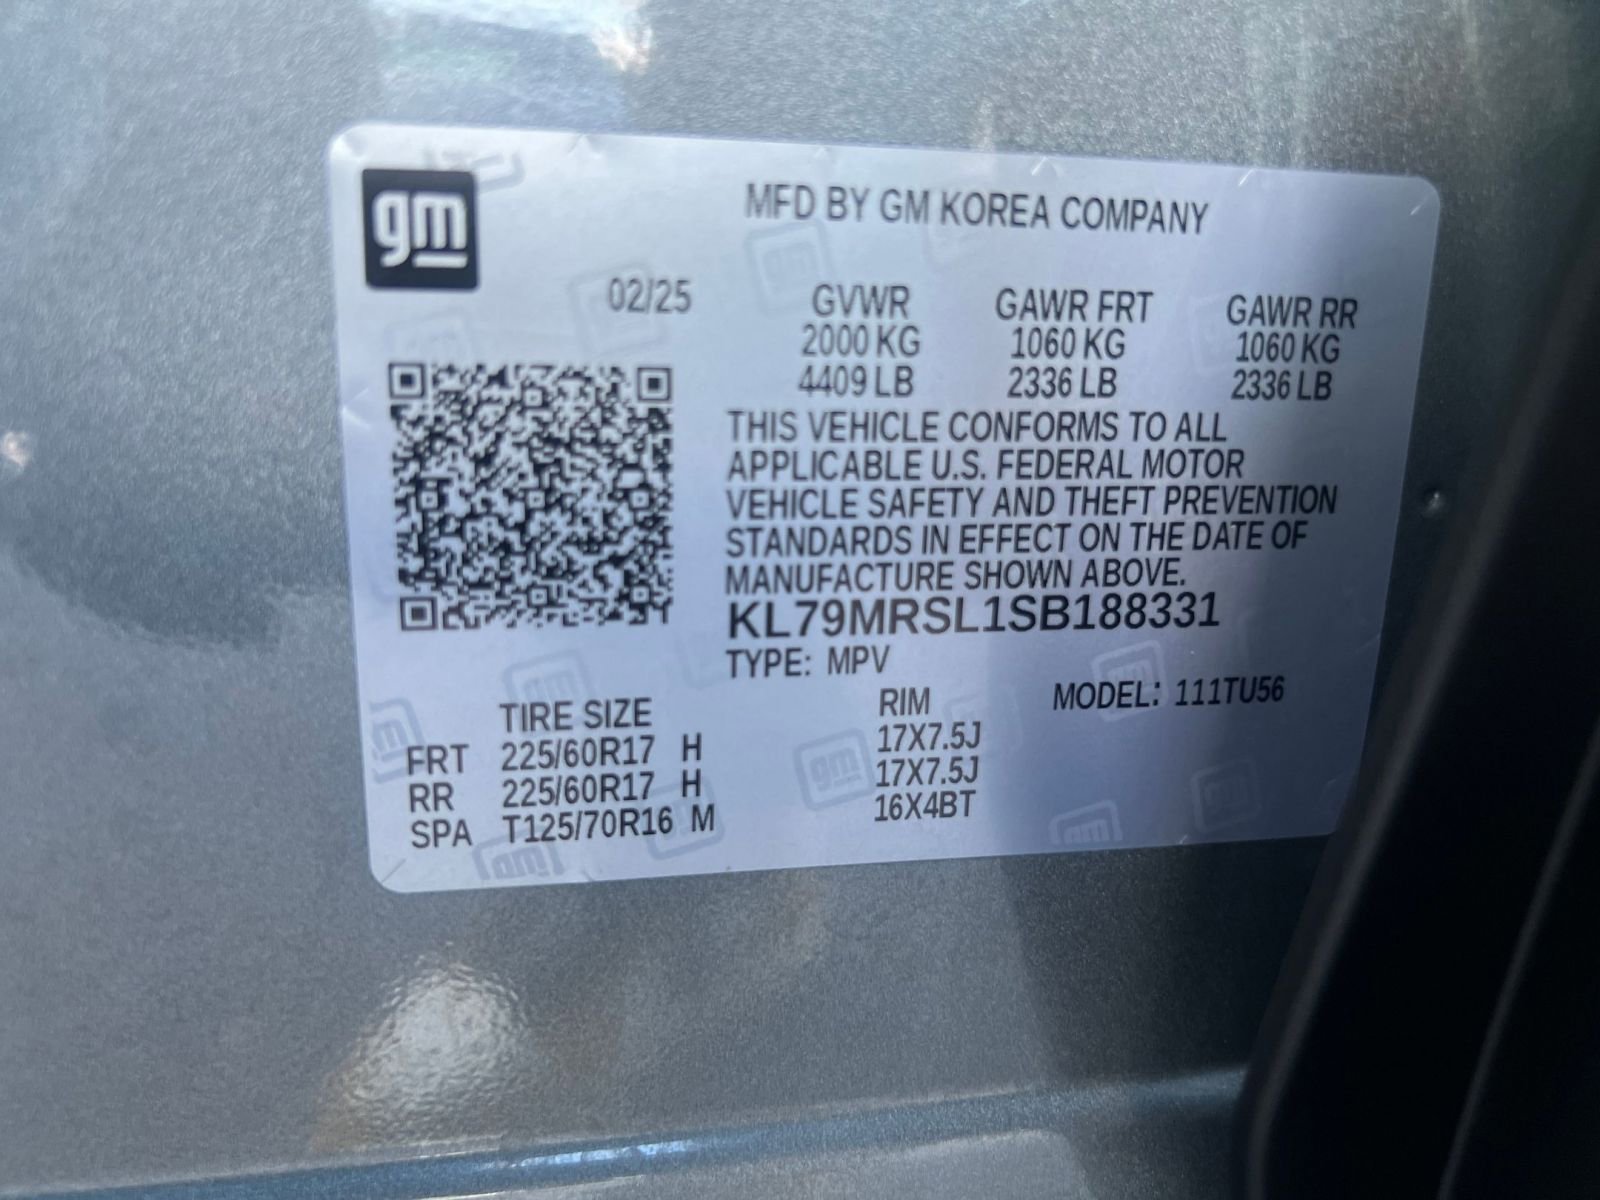 gm
MFD BY GM KOREA COMPANY
02/25 GVWR GAWR FRT GAWR RR
2000 KG 1060 KG 1060 KG
4409 LB 2336 LB 2336 LB
THIS VEHICLE CONFORMS TO ALL
APPLICABLE U.S. FEDERAL MOTOR
VEHICLE SAFETY AND THEFT PREVENTION
STANDARDS IN EFFECT ON THE DATE OF
MANUFACTURE SHOWN ABOVE.
KL79MRSL1SB188331
TYPE: MPV
MODEL: 111TU56
TIRE SIZE RIM
FRT 225/60R17 H 17X7.5J
RR 225/60R17 H 17X7.5J
SPA T125/70R16 M 16X4BT